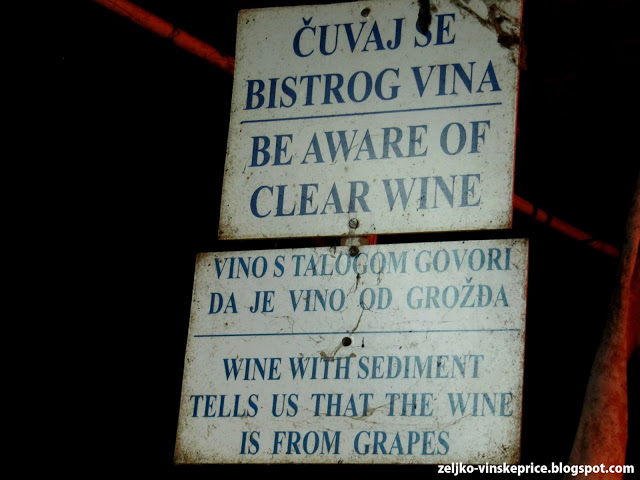 ČUVAJ SE
BISTROG VINA
BE AWARE OF
CLEAR WINE
VINO S TALOGOM GOVORI
DA JE VINO OD GROŽĐA
WINE WITH SEDIMENT
TELLS US THAT THE WINE
IS FROM GRAPES
zeljko-vinskeprice.blogspot.com